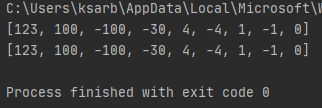 C:\Users\ksarb\AppData\Local\Microsoft\W
[123, 100, -100, -30, 4, -4, 1, -1, 0]
[123, 100, -100, -30, 4, -4, 1, -1, 0]
Process finished with exit code 0